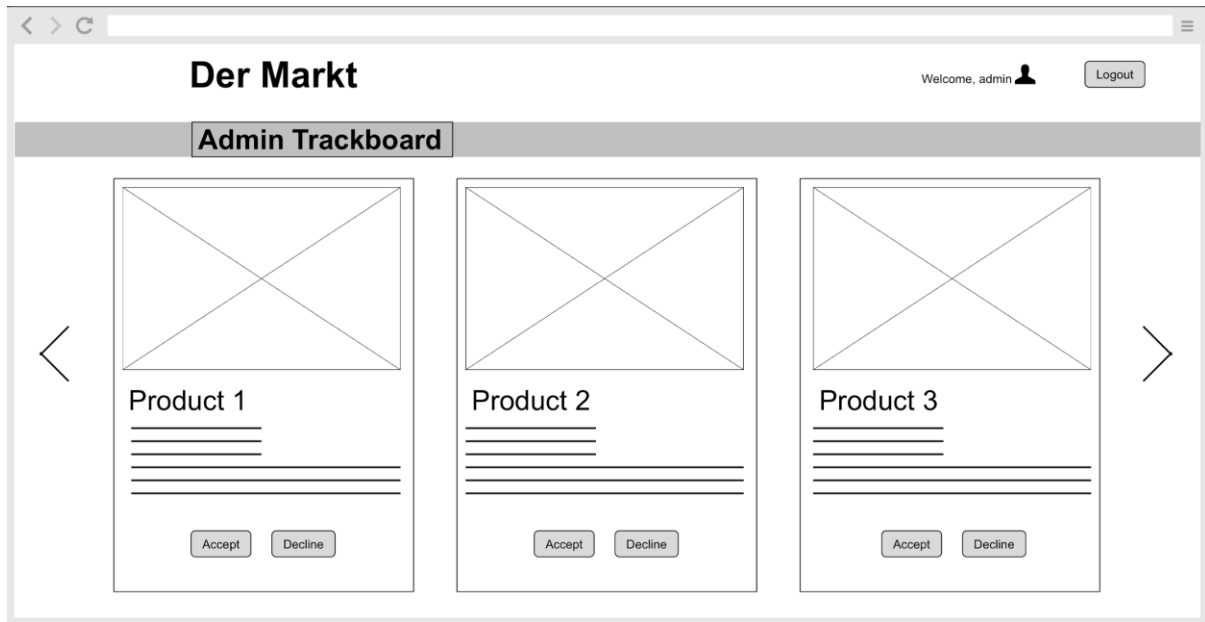 Der Markt
Welcome, admin
Logout
Admin Trackboard
Product 1
Accept
Decline
Product 2
Accept
Decline
Product 3
Accept
Decline